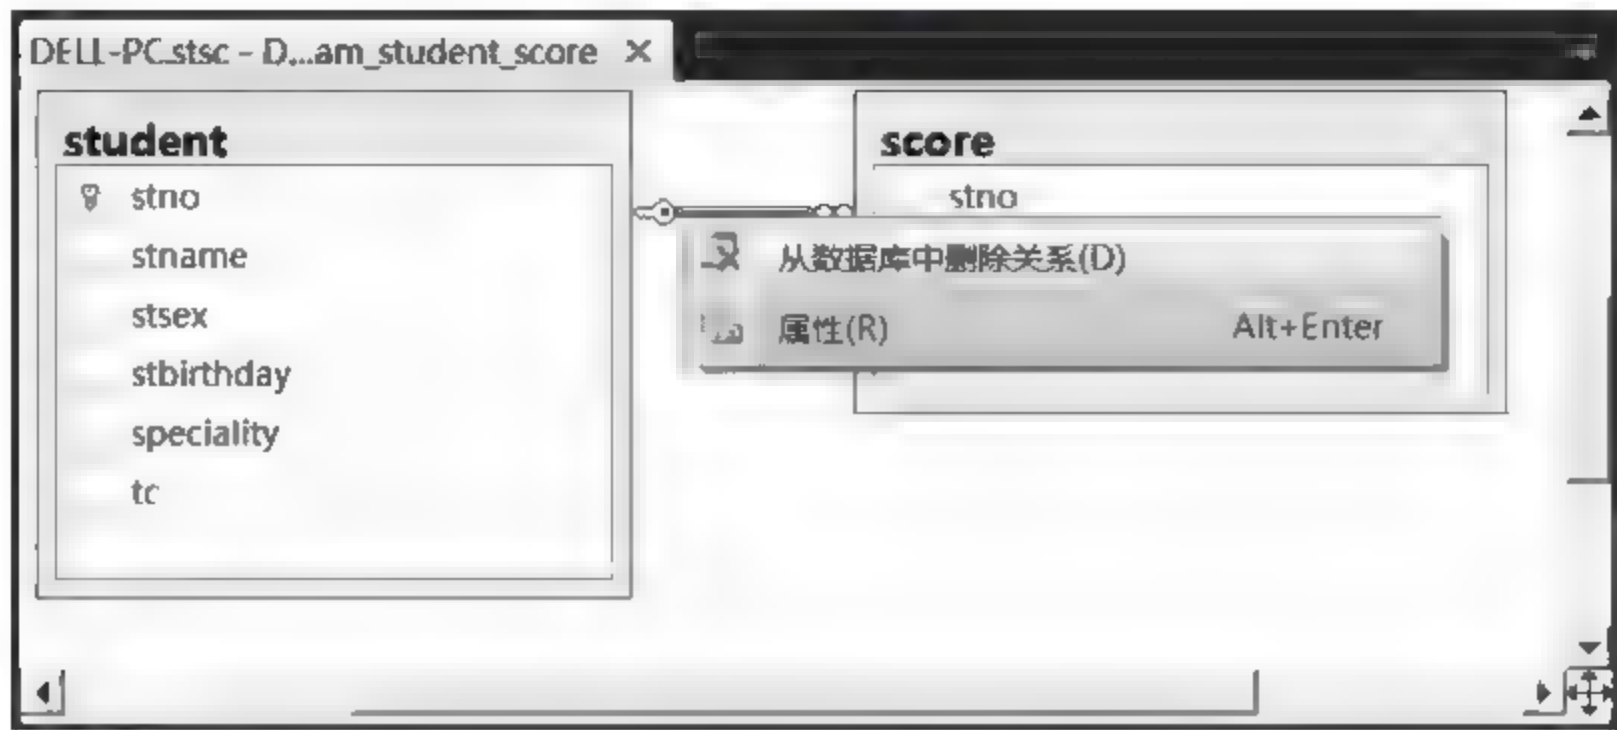 DELL-PC.stsc - D...am_student_score
student
stno
stname
stsex
stbirthday
speciality
tc
score
stno
从数据库中删除关系(D)
属性(R) Alt+Enter